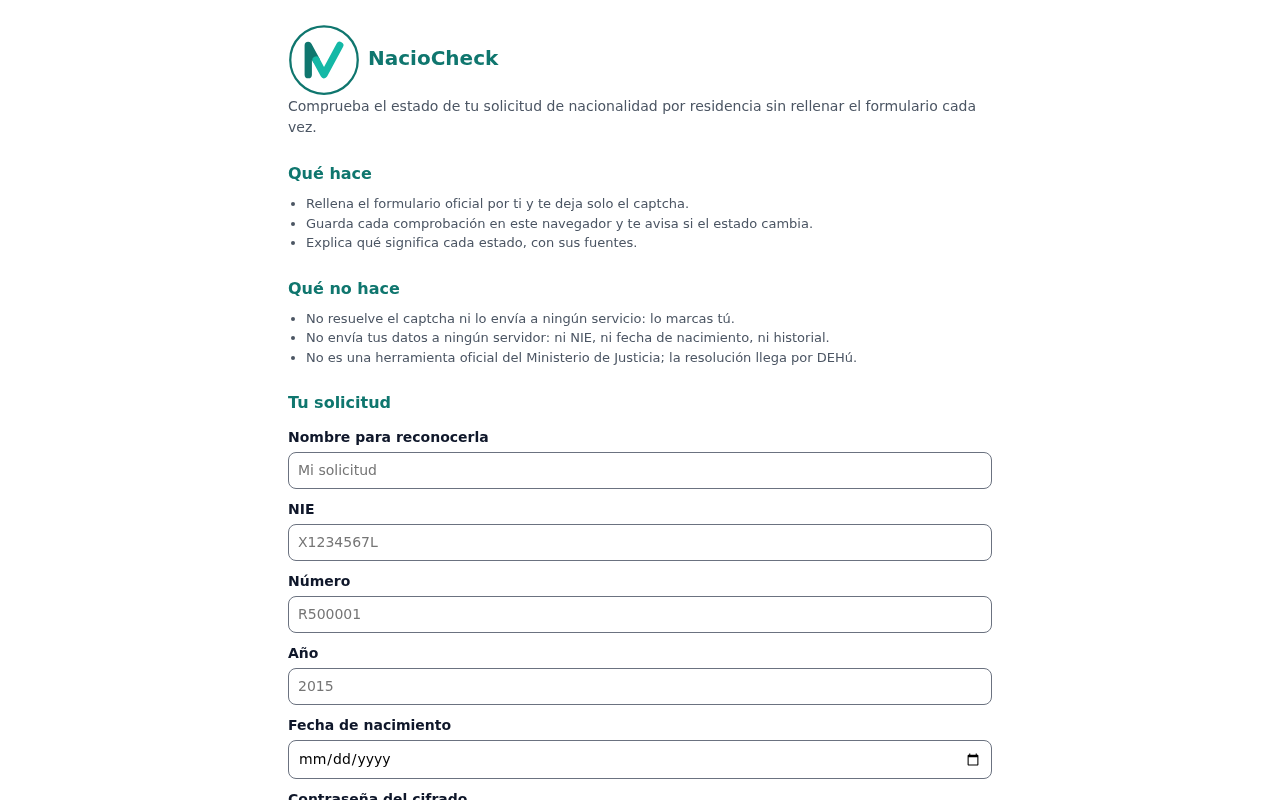 NacioCheck
Comprueba el estado de tu solicitud de nacionalidad por residencia sin rellenar el formulario cada
vez.
Qué hace
• Rellena el formulario oficial por ti y te deja solo el captcha.
• Guarda cada comprobación en este navegador y te avisa si el estado cambia.
• Explica qué significa cada estado, con sus fuentes.
Qué no hace
• No resuelve el captcha ni lo envía a ningún servicio: lo marcas tú.
• No envía tus datos a ningún servidor: ni NIE, ni fecha de nacimiento, ni historial.
• No es una herramienta oficial del Ministerio de Justicia; la resolución llega por DEHú.
Tu solicitud
Nombre para reconocerla
Mi solicitud
NIE
X1234567L
Número
R500001
Año
2015
Fecha de nacimiento
mm/dd/yyyy
Contraseña del cifrado